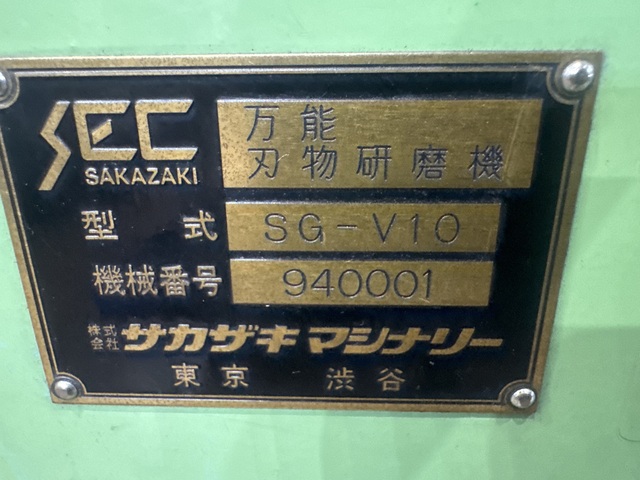 SEC
SAKAZAKI
万能
刃物研磨機
型式 SG-V10
機械番号 940001
株式会社 サカザキマシナリー
東京 渋谷